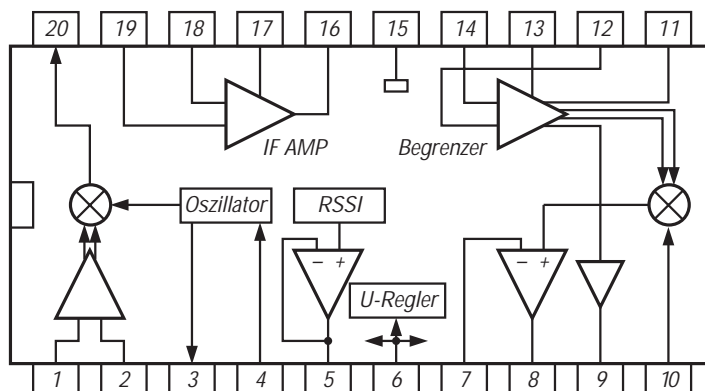 20 19 18 17 16 15 14 13 12 11
IF AMP
Begrenzer
Oszillator
RSSI
− +
− +
U-Regler
1 2 3 4 5 6 7 8 9 10